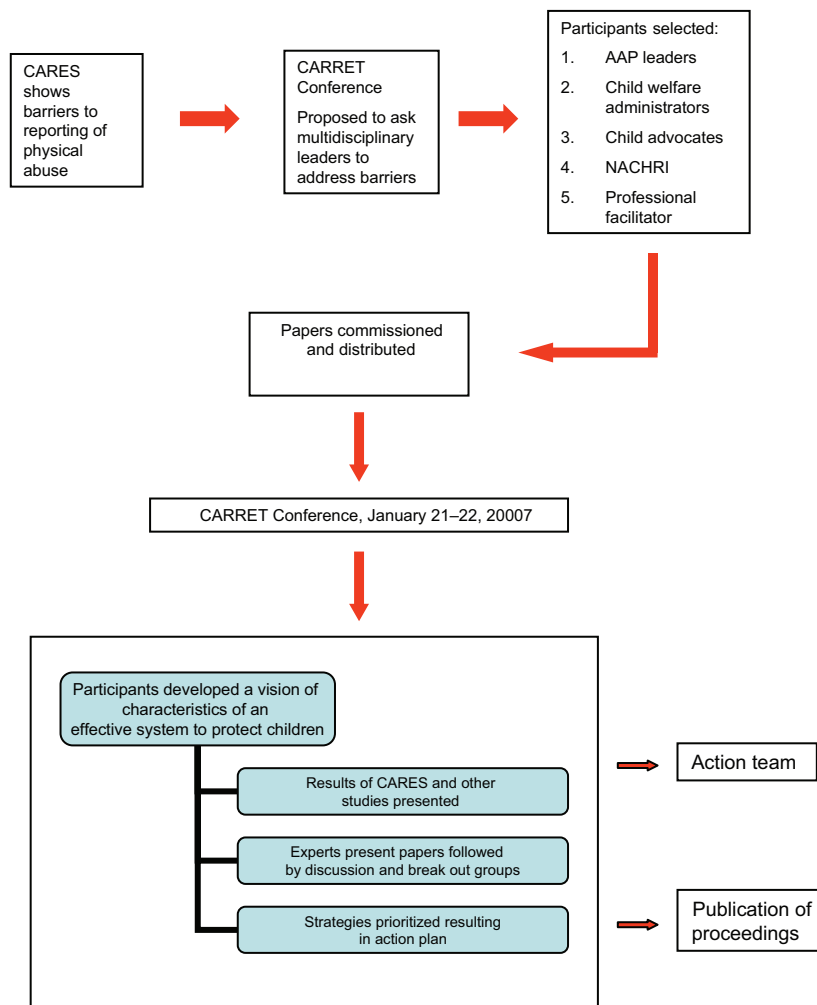 CARES
shows
barriers to
reporting of
physical
abuse
CARRET
Conference
Proposed to ask
multidisciplinary
leaders to
address barriers
Participants selected:
1. AAP leaders
2. Child welfare
administrators
3. Child advocates
4. NACHRI
5. Professional
facilitator
Papers commissioned
and distributed
CARRET Conference, January 21–22, 20007
Participants developed a vision of
characteristics of an
effective system to protect children
Results of CARES and other
studies presented
Experts present papers followed
by discussion and break out groups
Strategies prioritized resulting
in action plan
Action team
Publication of
proceedings